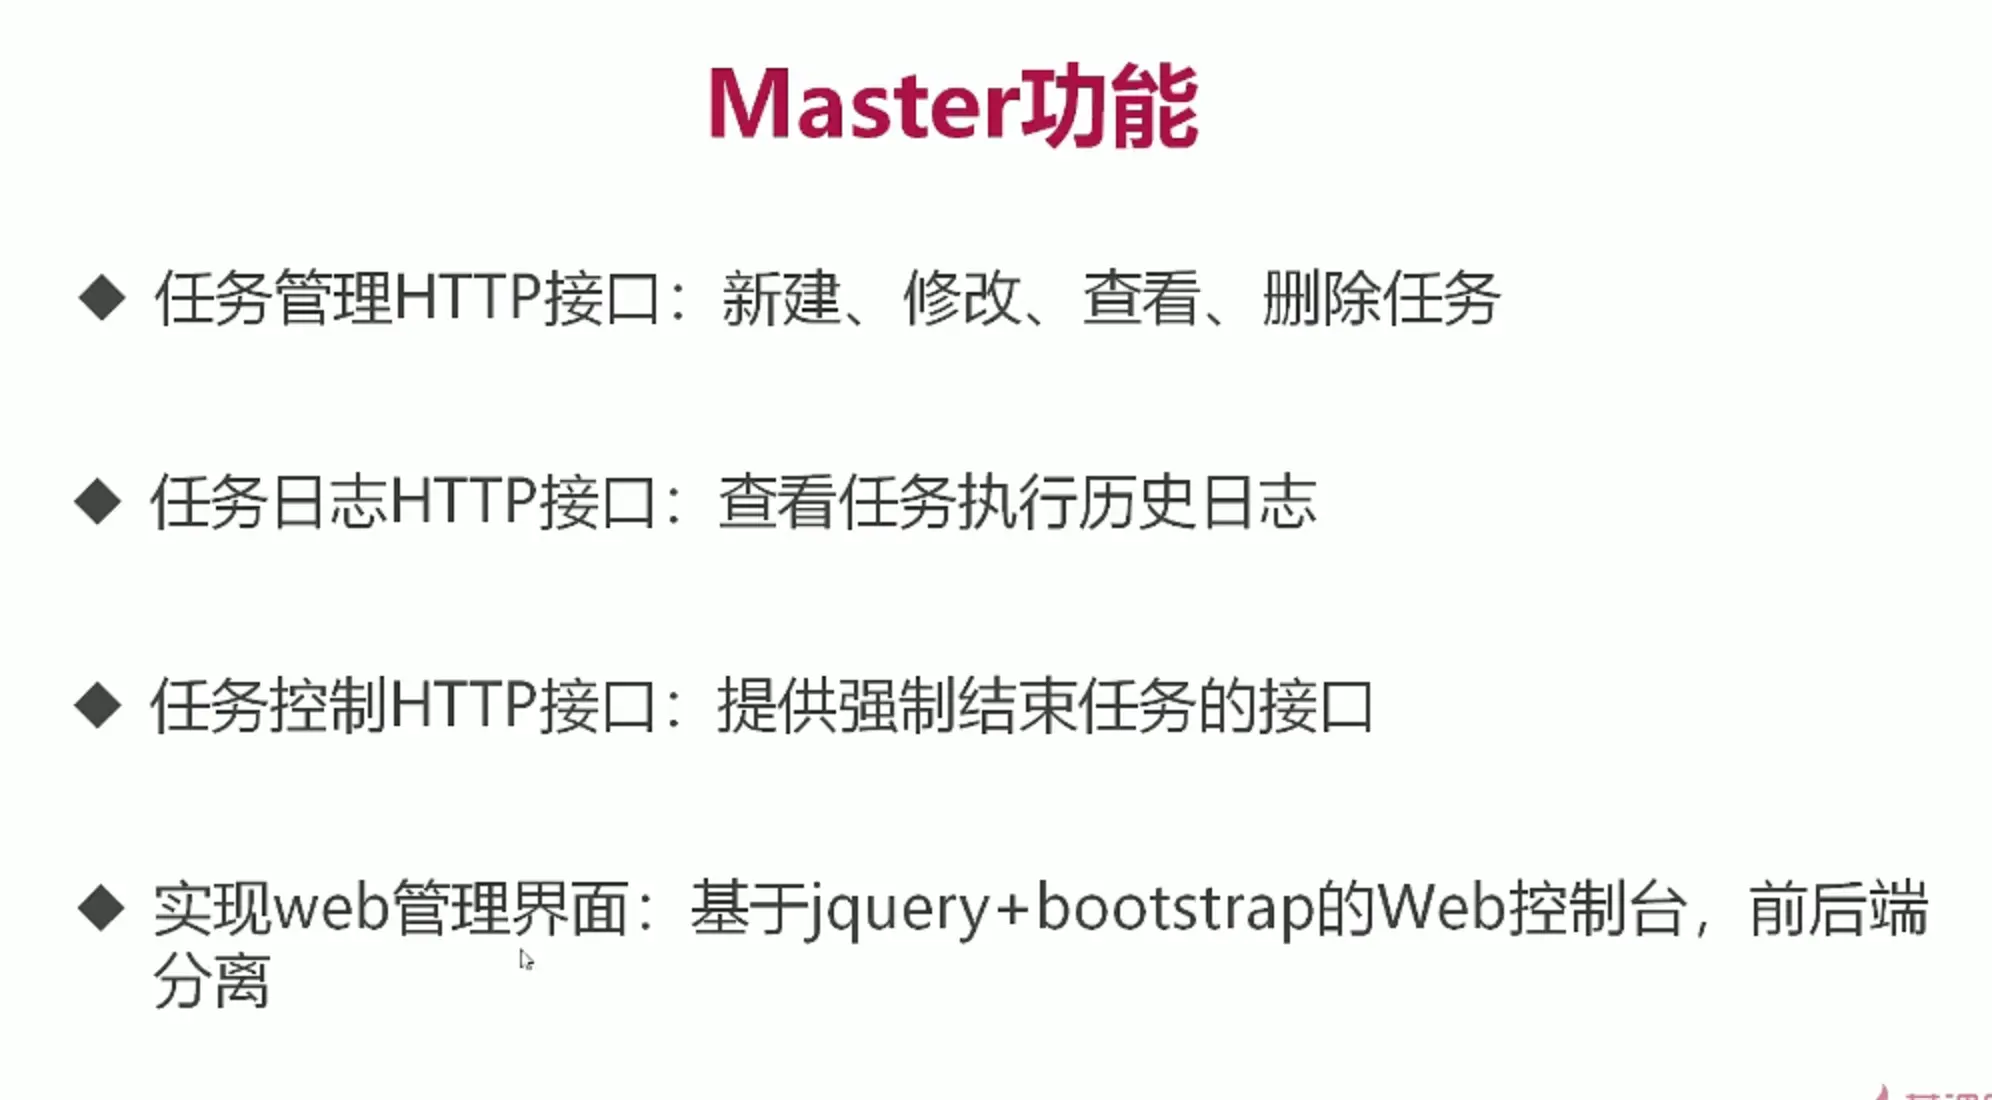 Master功能
任务管理HTTP接口：新建、修改、查看、删除任务
任务日志HTTP接口：查看任务执行历史日志
任务控制HTTP接口：提供强制结束任务的接口
实现web管理界面：基于jquery+bootstrap的Web控制台，前后端
分离